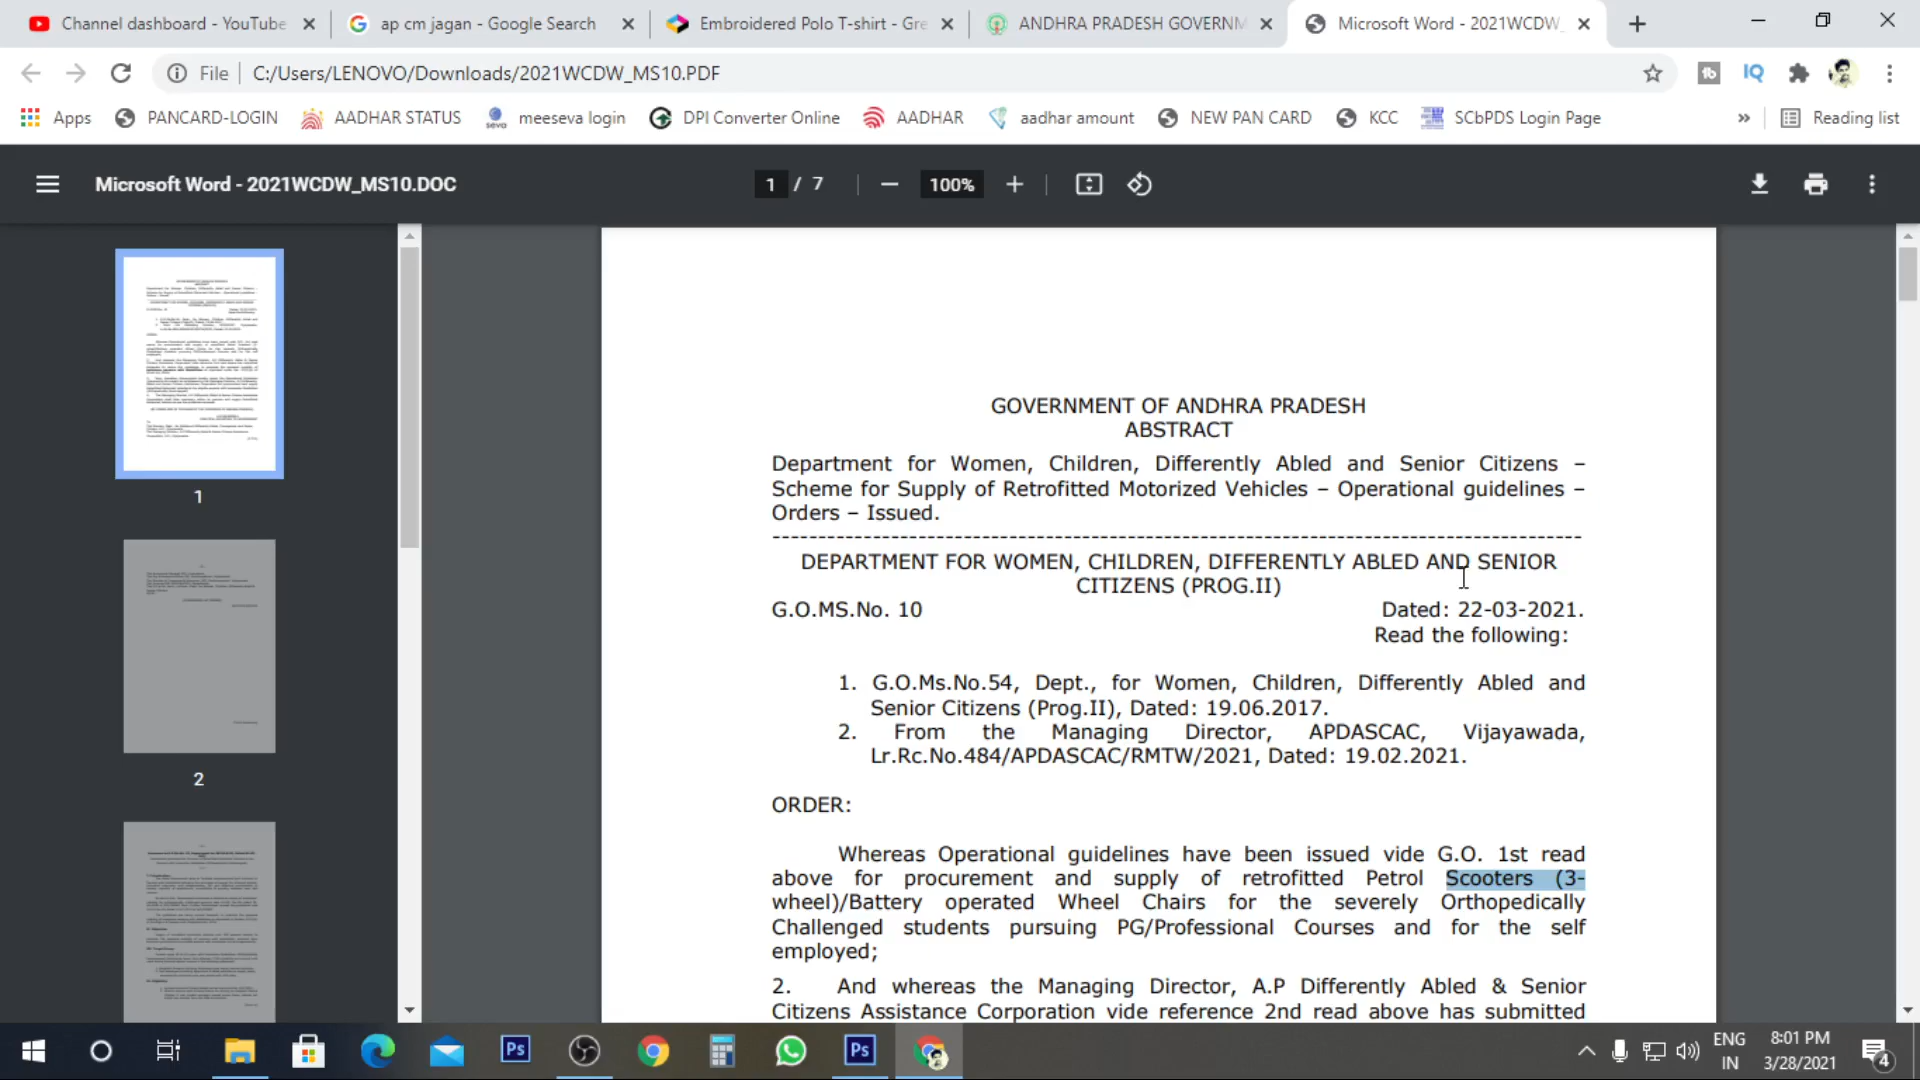 Channel dashboard - YouTube
ap cm jagan - Google Search
Embroidered Polo T-shirt - Gre
ANDHRA PRADESH GOVERNM
Microsoft Word - 2021WCDW_
File
C:/Users/LENOVO/Downloads/2021WCDW_MS10.PDF
Apps
PANCARD-LOGIN
AADHAR STATUS
meeseva login
DPI Converter Online
AADHAR
aadhar amount
NEW PAN CARD
KCC
SCbPDS Login Page
Reading list
Microsoft Word - 2021WCDW_MS10.DOC
1 / 7
100%
1
2
GOVERNMENT OF ANDHRA PRADESH
ABSTRACT
Department for Women, Children, Differently Abled and Senior Citizens –
Scheme for Supply of Retrofitted Motorized Vehicles – Operational guidelines –
Orders – Issued.
DEPARTMENT FOR WOMEN, CHILDREN, DIFFERENTLY ABLED AND SENIOR
CITIZENS (PROG.II)
G.O.MS.No. 10
Dated: 22-03-2021.
Read the following:
1. G.O.Ms.No.54, Dept., for Women, Children, Differently Abled and
Senior Citizens (Prog.II), Dated: 19.06.2017.
2. From the Managing Director, APDASCAC, Vijayawada,
Lr.Rc.No.484/APDASCAC/RMTW/2021, Dated: 19.02.2021.
ORDER:
Whereas Operational guidelines have been issued vide G.O. 1st read
above for procurement and supply of retrofitted Petrol Scooters (3-
wheel)/Battery operated Wheel Chairs for the severely Orthopedically
Challenged students pursuing PG/Professional Courses and for the self
employed;
2. And whereas the Managing Director, A.P Differently Abled & Senior
Citizens Assistance Corporation vide reference 2nd read above has submitted
ENG
IN
8:01 PM
3/28/2021
4